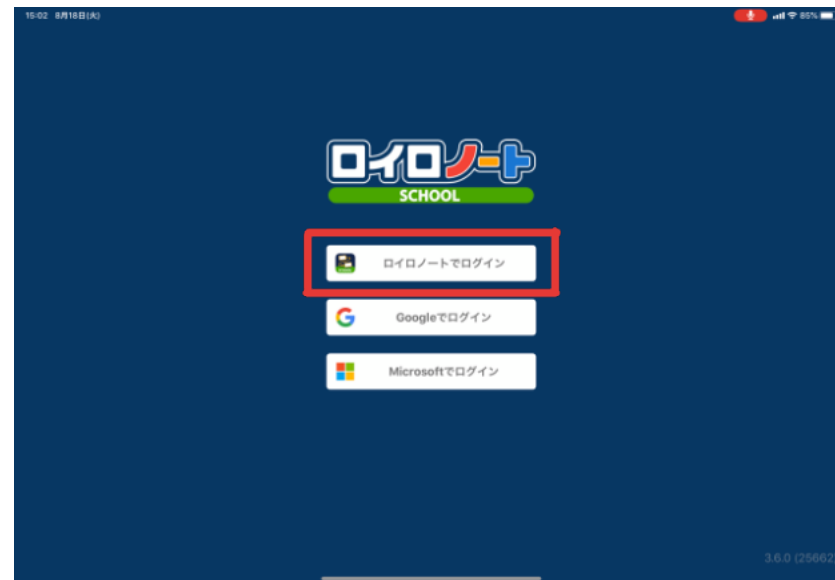 15:02 8月18日(火)
85%
ロイロノート
SCHOOL
ロイロノートでログイン
Googleでログイン
Microsoftでログイン
3.6.0 (25662